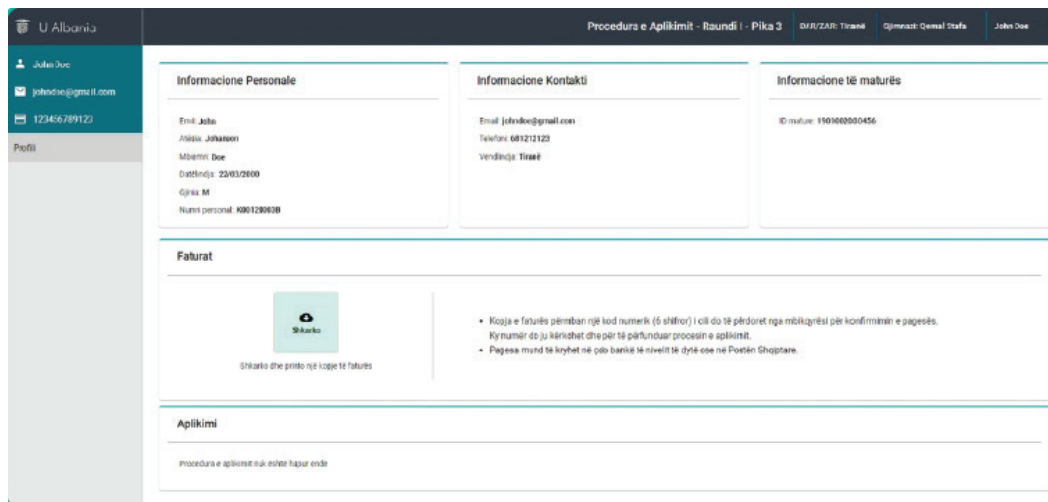 U Albania
Procedura e Aplikimit - Raundi I - Pika 3
DAR/ZAR: Tiranë
Gjimnazi: Qemal Stafa
John Doe
John Doe
johndoe@gmail.com
123456789123
Profili
Informacione Personale
Emri: John
Atësia: Johanson
Mbiemri: Doe
Datëlindja: 22/03/2000
Gjinia: M
Numri personal: K00120003B
Informacione Kontakti
Email: johndoe@gmail.com
Telefoni: 681212123
Vendlindja: Tiranë
Informacione të maturës
ID mature: 1901002000456
Faturat
Shkarko
Shkarko dhe printo një kopje të faturës
• Kopja e faturës përmban një kod numerik (6 shifror) i cili do të përdoret nga mbikqyrësi për konfirmimin e pagesës.
Ky numër do ju kërkohet dhe për të përfunduar procesin e aplikimit.
• Pagesa mund të kryhet në çdo bankë të nivelit të dytë ose në Postën Shqiptare.
Aplikimi
Procedura e aplikimit nuk është hapur ende